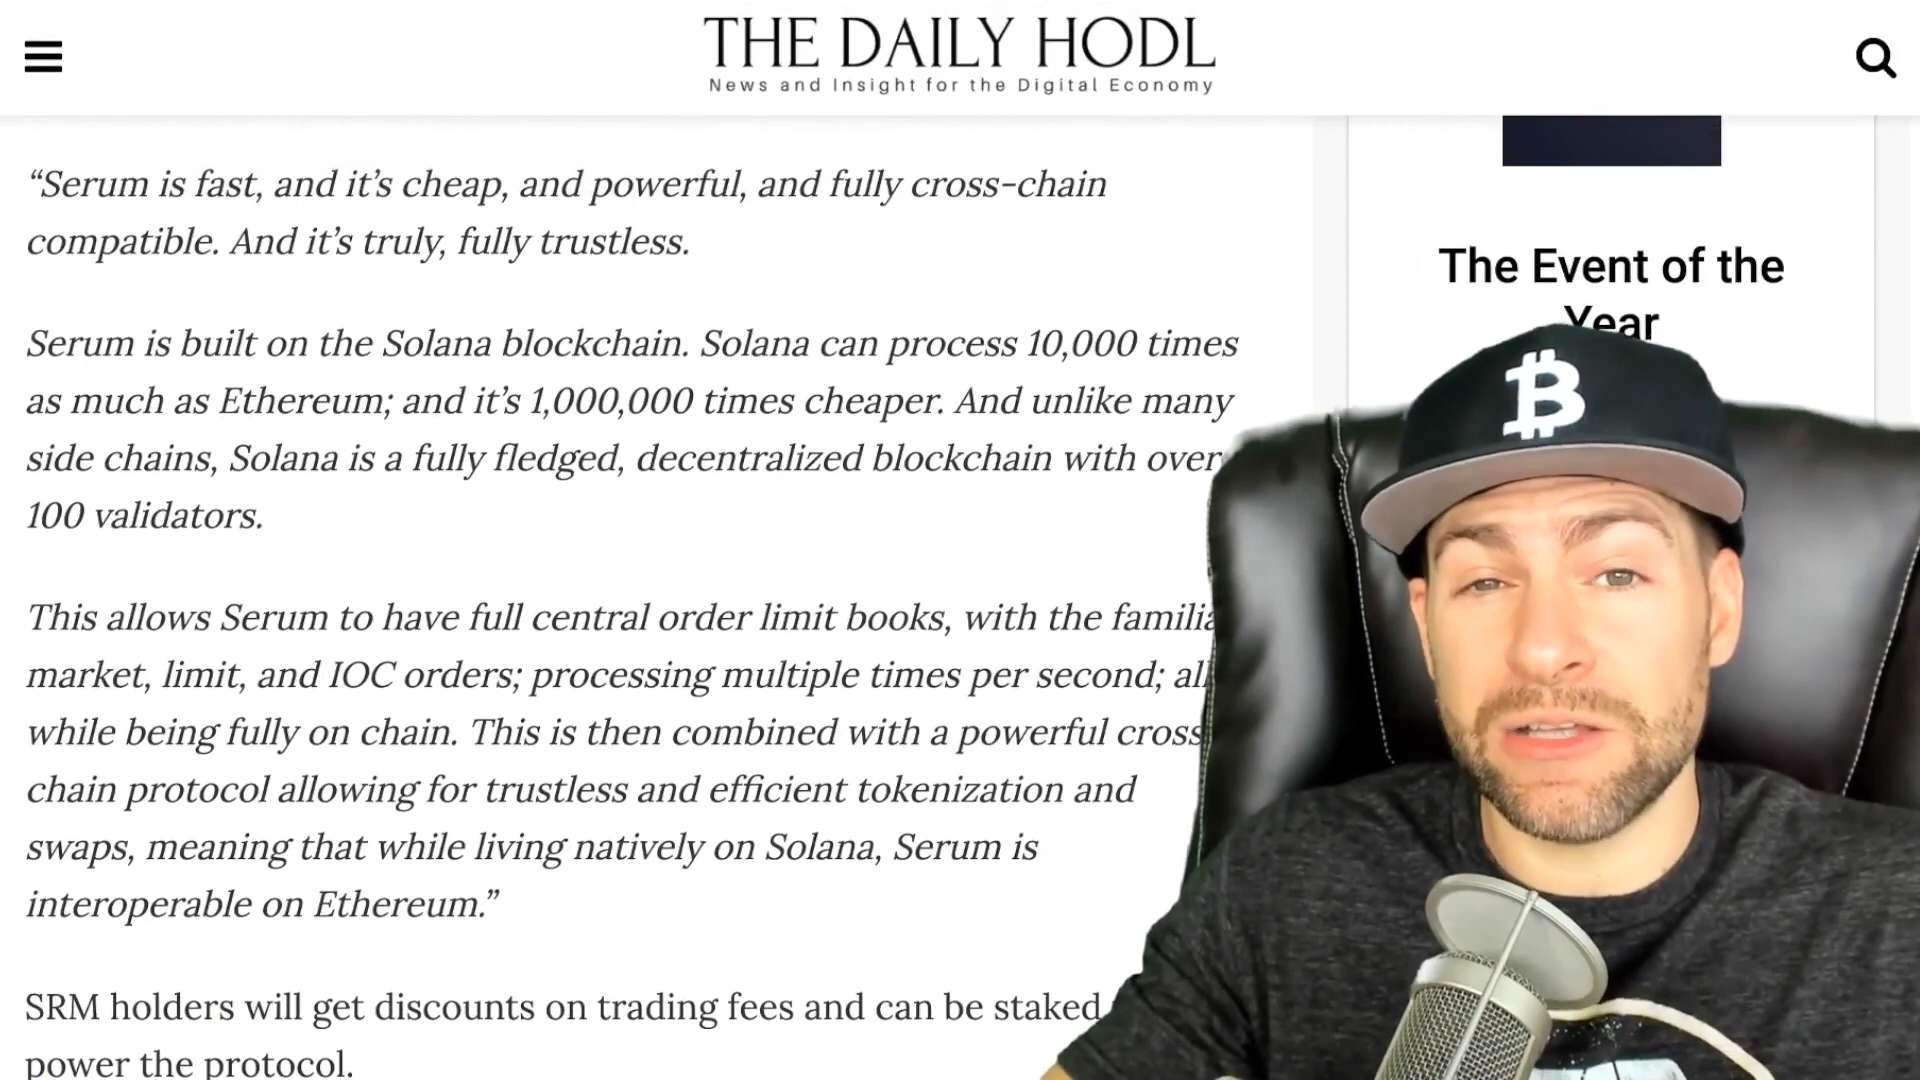 THE DAILY HODL
News and Insight for the Digital Economy
“Serum is fast, and it’s cheap, and powerful, and fully cross-chain
compatible. And it’s truly, fully trustless.
Serum is built on the Solana blockchain. Solana can process 10,000 times
as much as Ethereum; and it’s 1,000,000 times cheaper. And unlike many
side chains, Solana is a fully fledged, decentralized blockchain with over
100 validators.
This allows Serum to have full central order limit books, with the familia
market, limit, and IOC orders; processing multiple times per second; all
while being fully on chain. This is then combined with a powerful cross
chain protocol allowing for trustless and efficient tokenization and
swaps, meaning that while living natively on Solana, Serum is
interoperable on Ethereum.”
SRM holders will get discounts on trading fees and can be staked
power the protocol.
The Event of the
Year